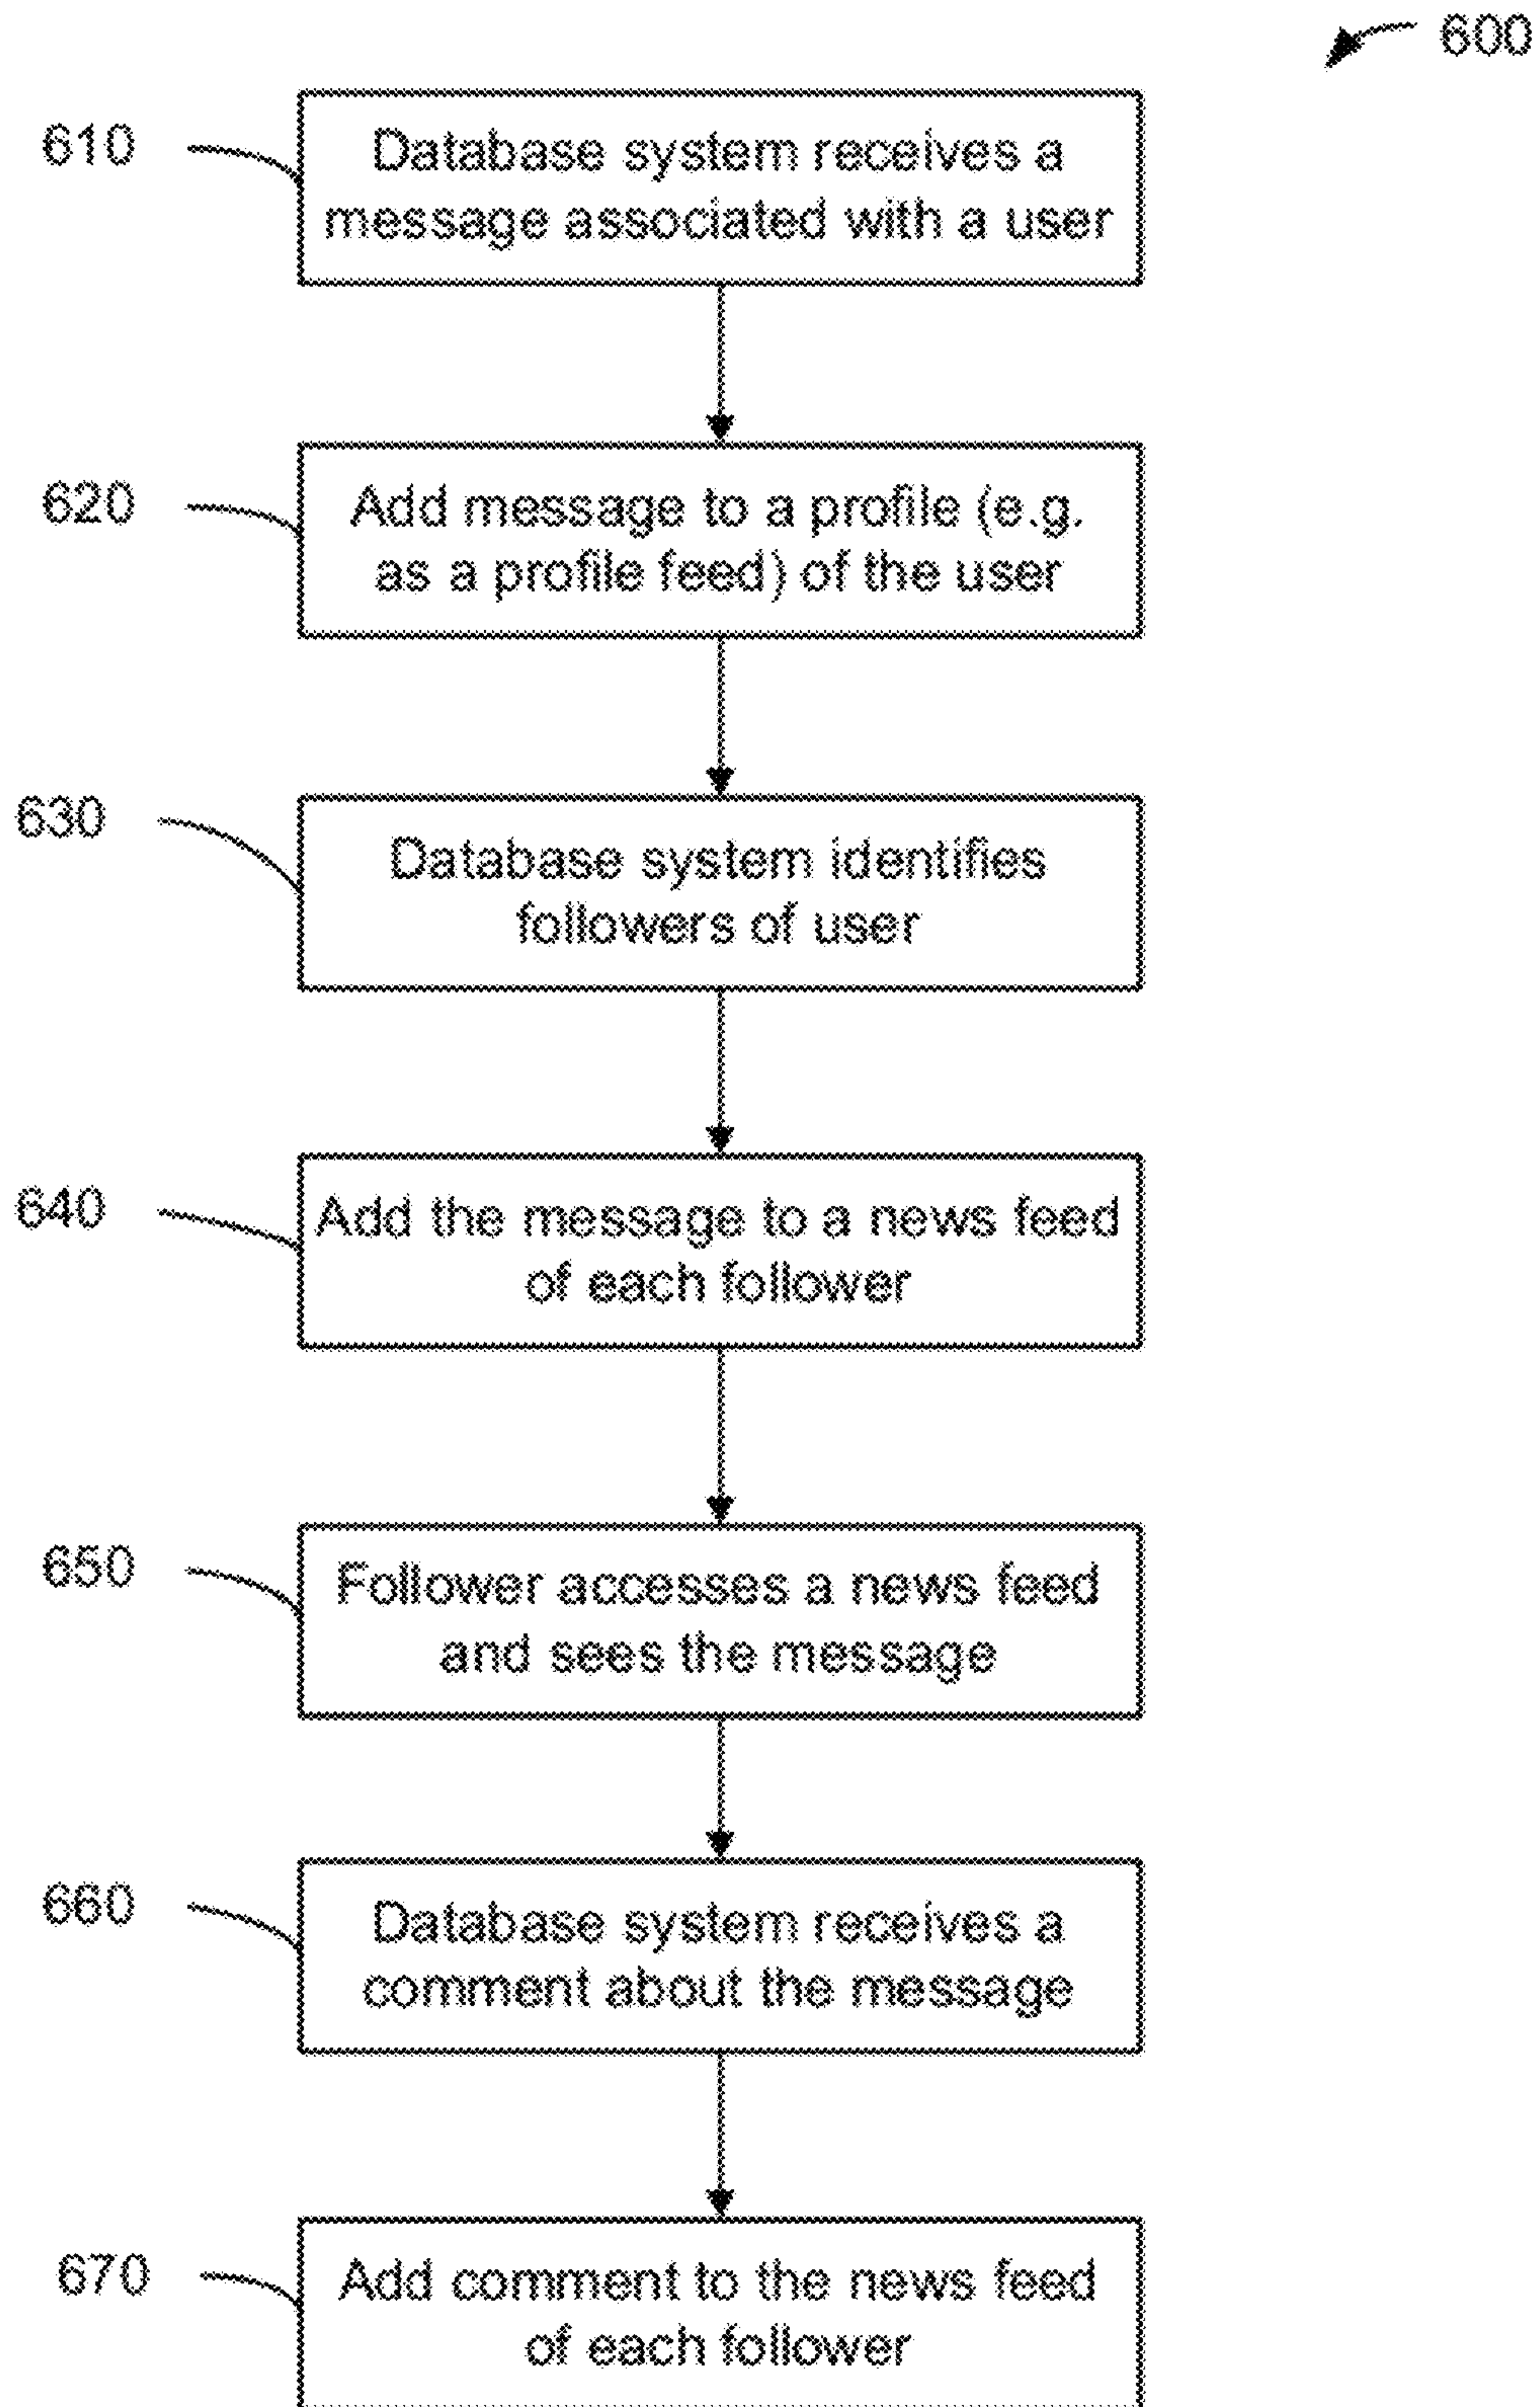 600
610
Database system receives a
message associated with a user
620
Add message to a profile (e.g.
as a profile feed) of the user
630
Database system identifies
followers of user
640
Add the message to a news feed
of each follower
650
Follower accesses a news feed
and sees the message
660
Database system receives a
comment about the message
670
Add comment to the news feed
of each follower